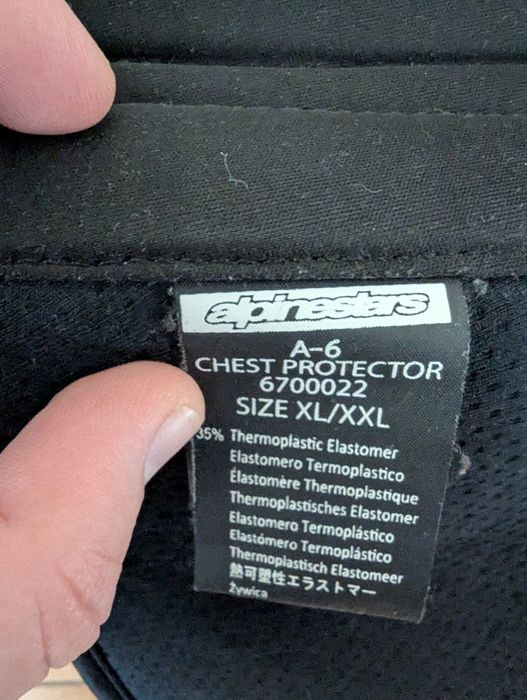 alpinestars
A-6
CHEST PROTECTOR
6700022
SIZE XL/XXL
35% Thermoplastic Elastomer
Elastomero Termoplastico
Élastomère Thermoplastique
Thermoplastisches Elastomer
Elastomero Termoplástico
Elastómero Termoplástico
Thermoplastisch Elastomeer
熱可塑性エラストマー
Żywica